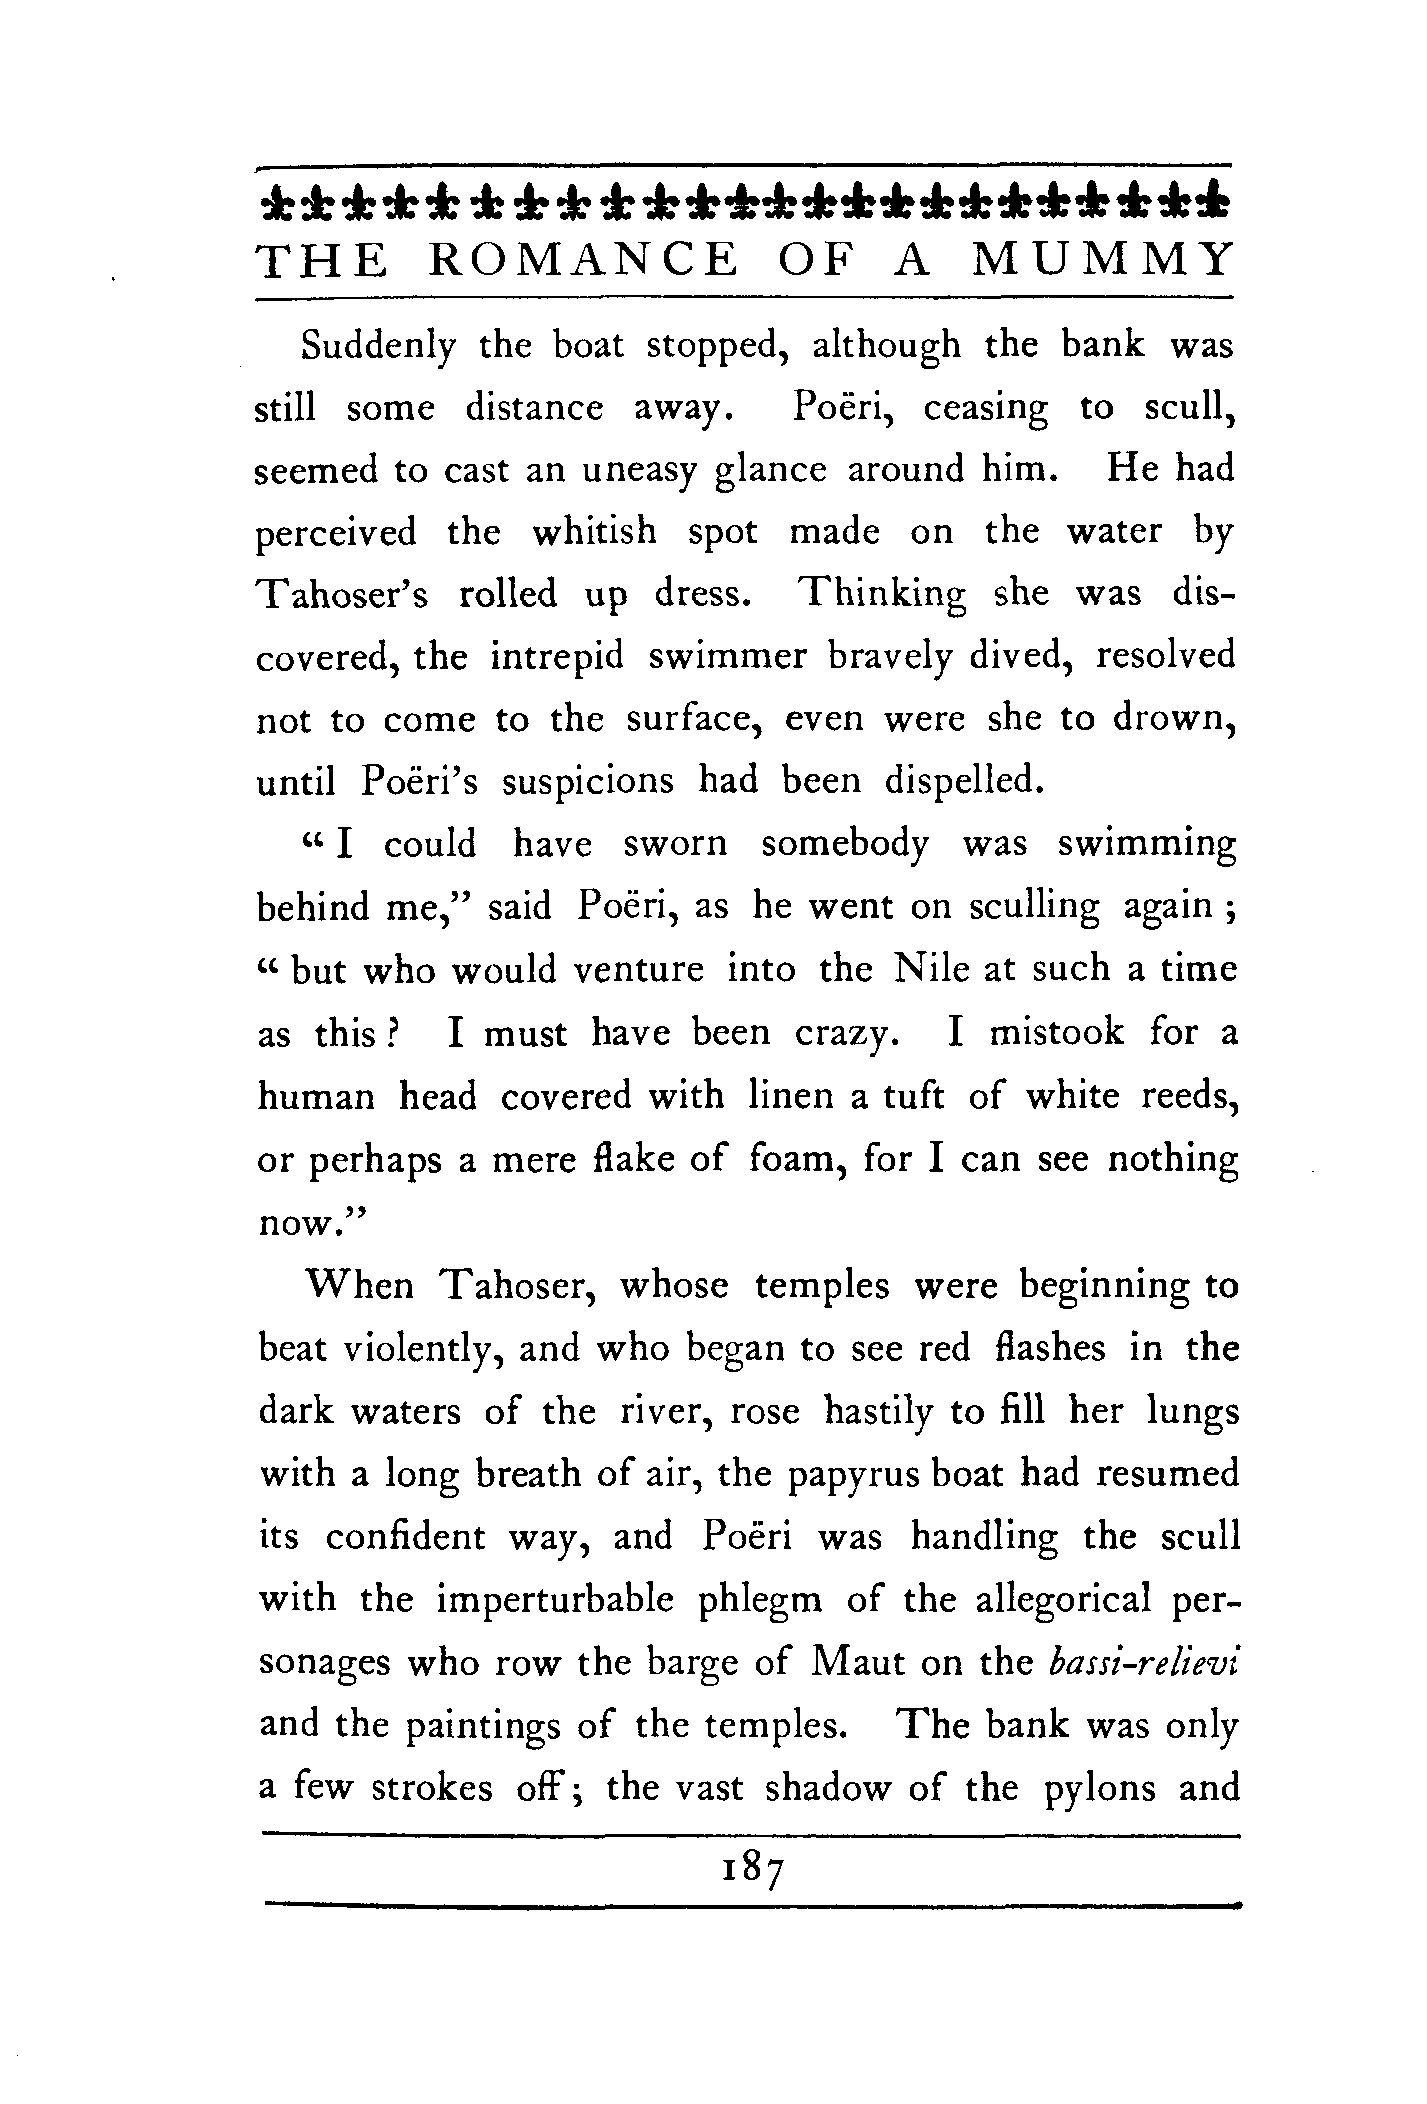 THE ROMANCE OF A MUMMY
Suddenly the boat stopped, although the bank was
still some distance away. Poëri, ceasing to scull,
seemed to cast an uneasy glance around him. He had
perceived the whitish spot made on the water by
Tahoser's rolled up dress. Thinking she was dis-
covered, the intrepid swimmer bravely dived, resolved
not to come to the surface, even were she to drown,
until Poëri's suspicions had been dispelled.
“ I could have sworn somebody was swimming
behind me,” said Poëri, as he went on sculling again ;
“ but who would venture into the Nile at such a time
as this ? I must have been crazy. I mistook for a
human head covered with linen a tuft of white reeds,
or perhaps a mere flake of foam, for I can see nothing
now.”
When Tahoser, whose temples were beginning to
beat violently, and who began to see red flashes in the
dark waters of the river, rose hastily to fill her lungs
with a long breath of air, the papyrus boat had resumed
its confident way, and Poëri was handling the scull
with the imperturbable phlegm of the allegorical per-
sonages who row the barge of Maut on the bassi-relievi
and the paintings of the temples. The bank was only
a few strokes off ; the vast shadow of the pylons and
187